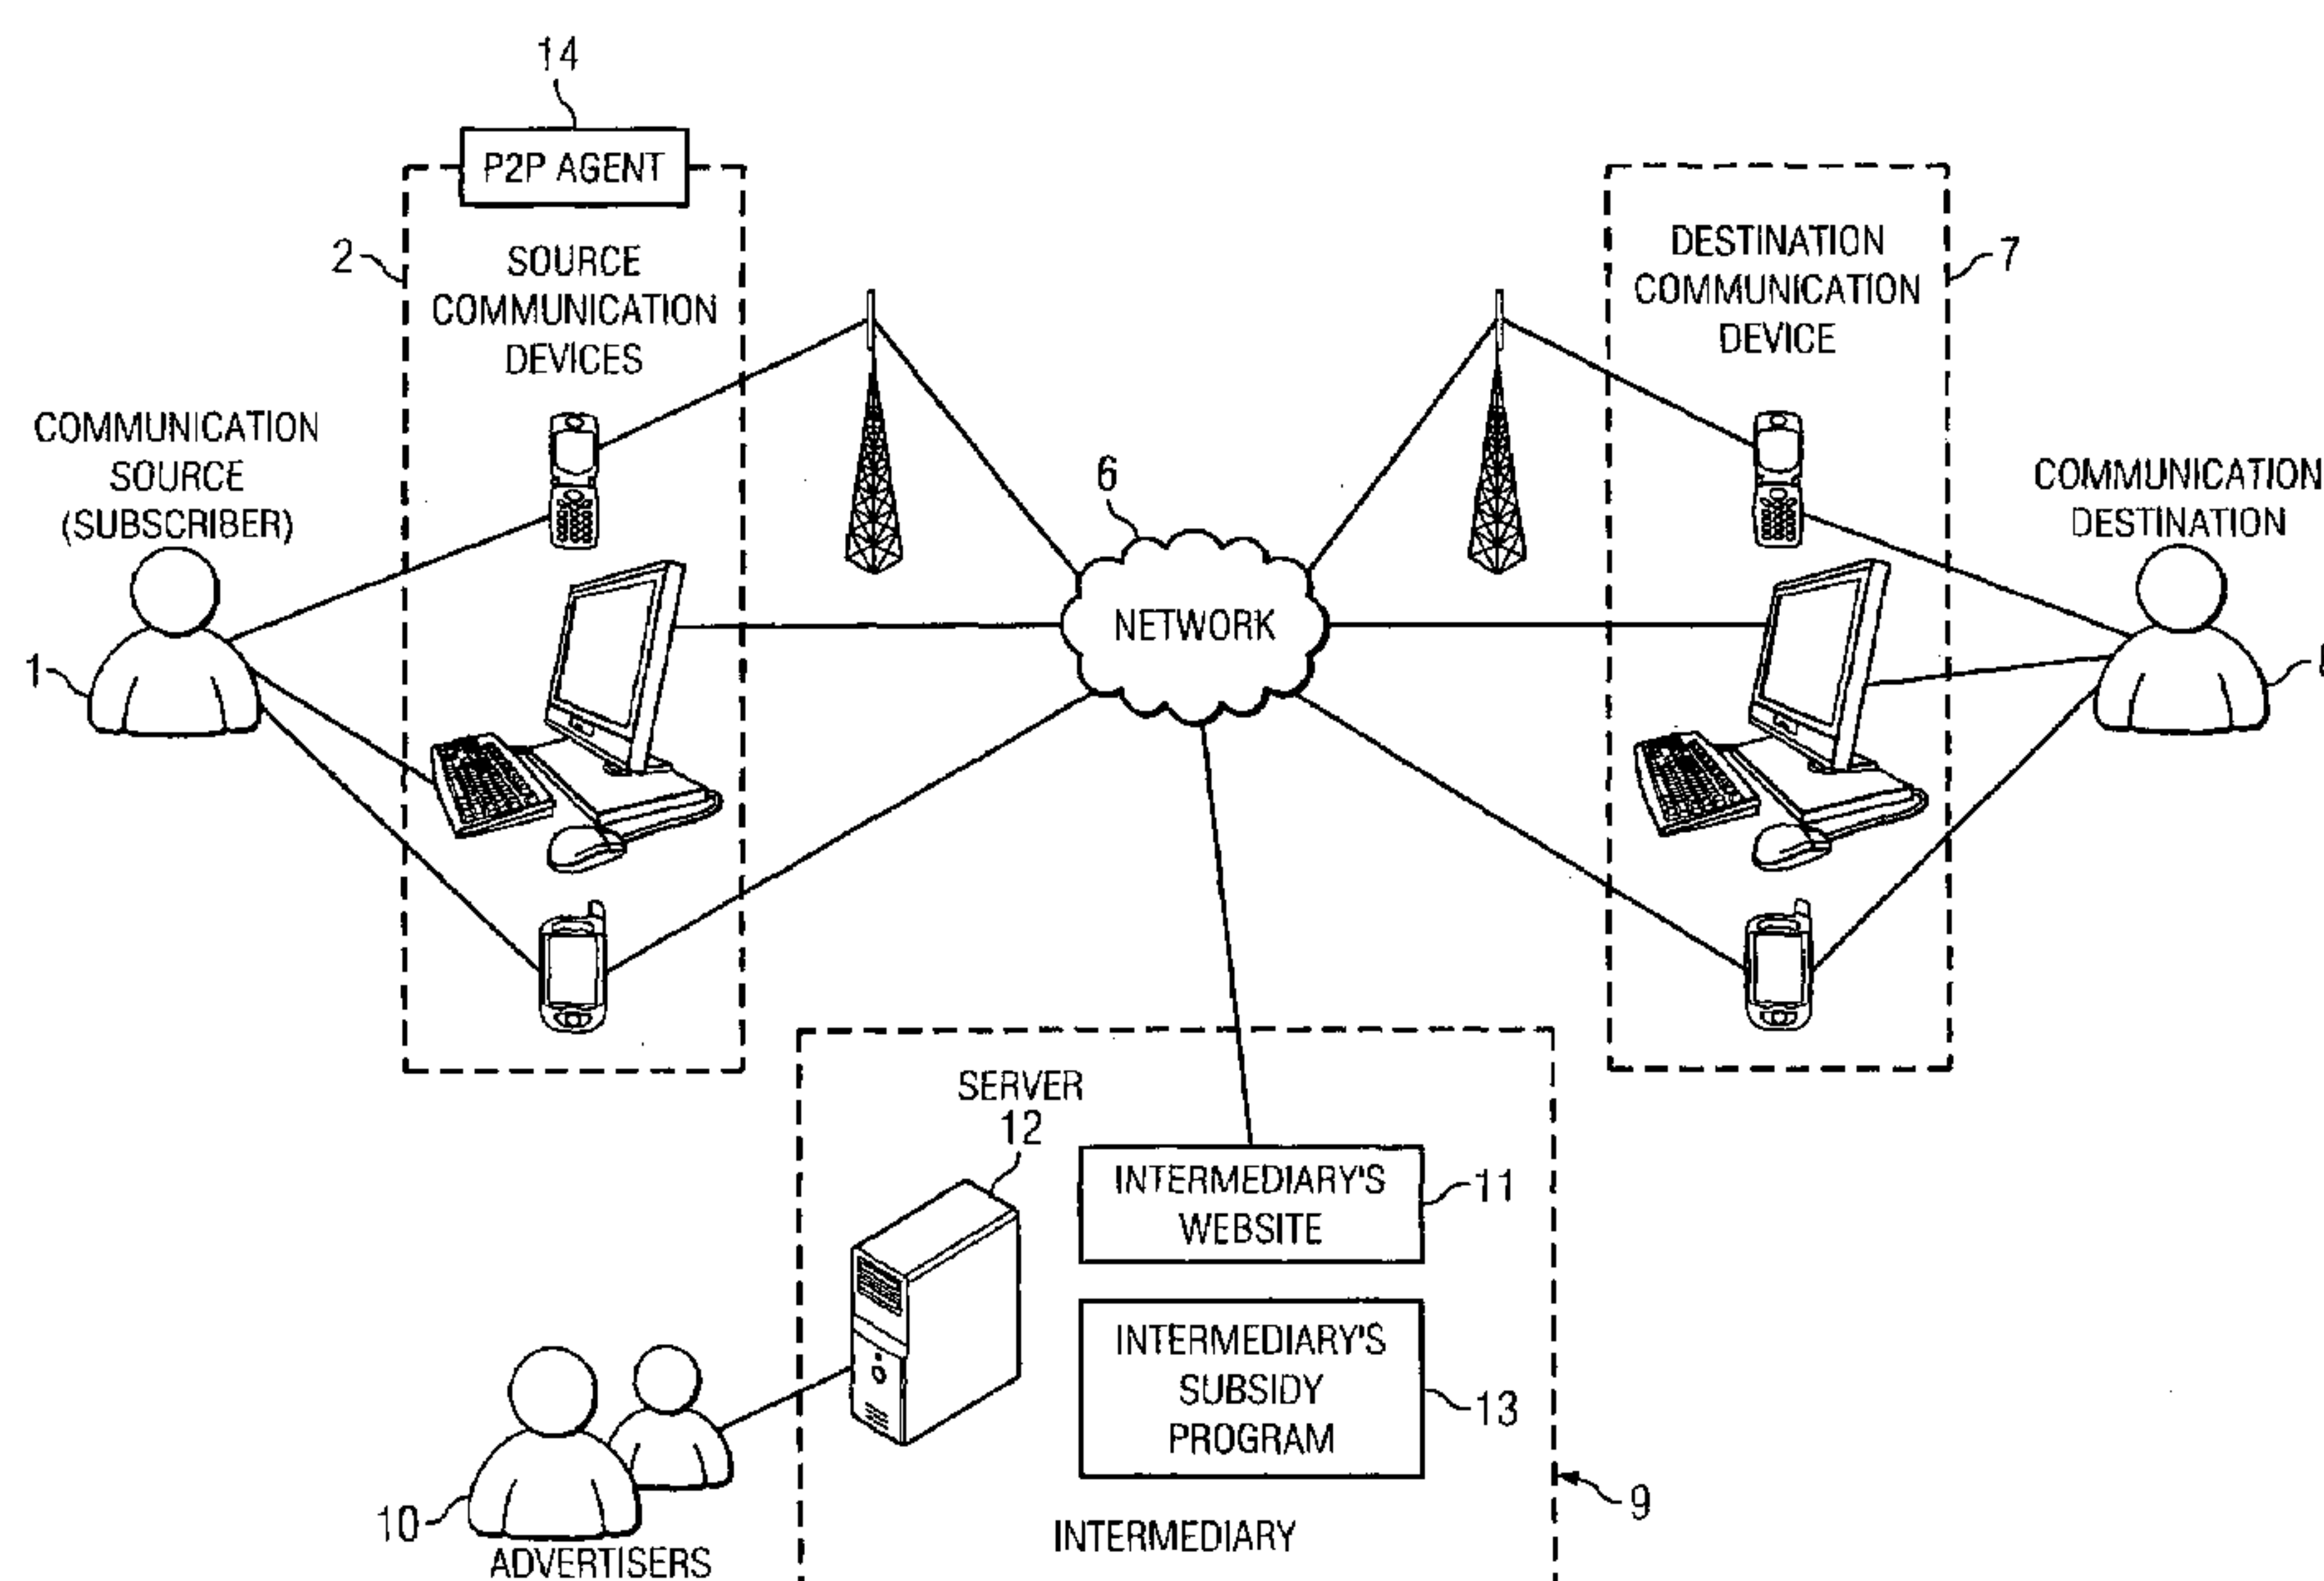 14
P2P AGENT
2
SOURCE
COMMUNICATION
DEVICES
DESTINATION
COMMUNICATION
DEVICE
7
COMMUNICATION
SOURCE
(SUBSCRIBER)
1
6
NETWORK
COMMUNICATION
DESTINATION
SERVER
12
INTERMEDIARY'S
WEBSITE
11
INTERMEDIARY'S
SUBSIDY
PROGRAM
13
9
10
ADVERTISERS
INTERMEDIARY